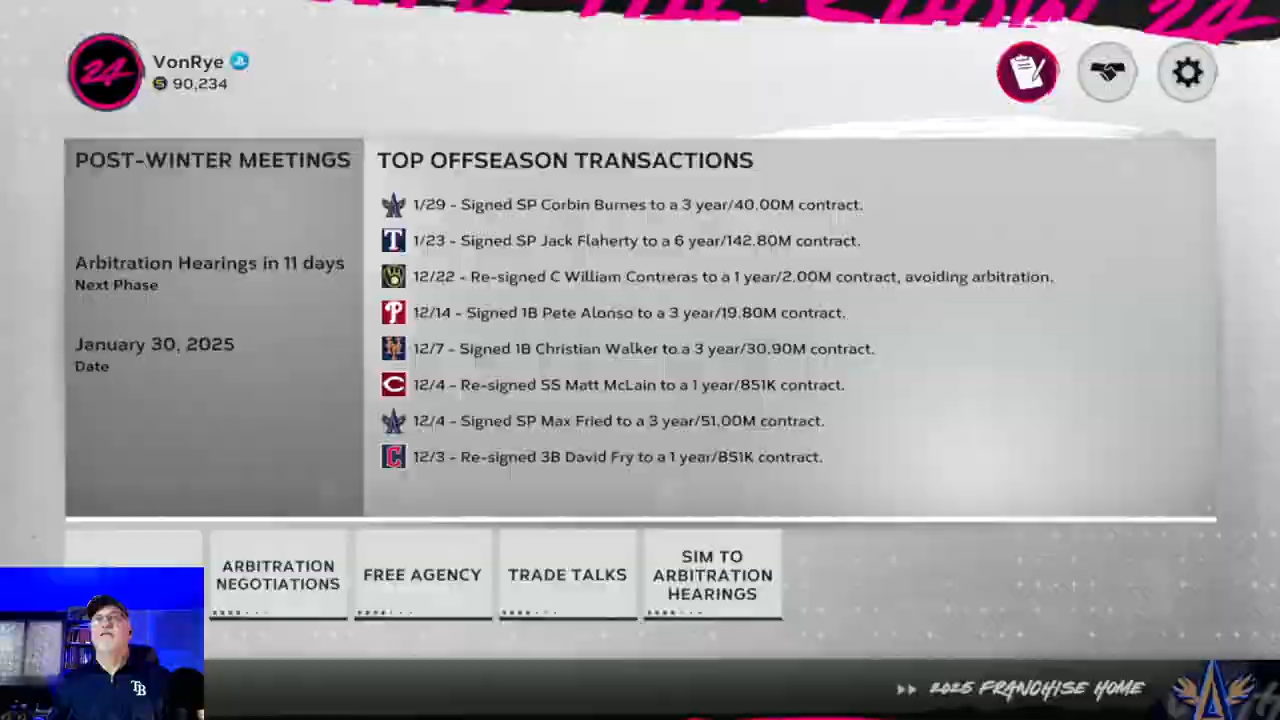 THE SHOW 24
24
VonRye
S 90,234
POST-WINTER MEETINGS
Arbitration Hearings in 11 days
Next Phase
January 30, 2025
Date
TOP OFFSEASON TRANSACTIONS
1/29 - Signed SP Corbin Burnes to a 3 year/40.00M contract.
T 1/23 - Signed SP Jack Flaherty to a 6 year/142.80M contract.
12/22 - Re-signed C William Contreras to a 1 year/2.00M contract, avoiding arbitration.
P 12/14 - Signed 1B Pete Alonso to a 3 year/19.80M contract.
12/7 - Signed 1B Christian Walker to a 3 year/30.90M contract.
C 12/4 - Re-signed SS Matt McLain to a 1 year/851K contract.
12/4 - Signed SP Max Fried to a 3 year/51.00M contract.
C 12/3 - Re-signed 3B David Fry to a 1 year/851K contract.
ARBITRATION
NEGOTIATIONS
FREE AGENCY
TRADE TALKS
SIM TO
ARBITRATION
HEARINGS
TB
2025 FRANCHISE HOME